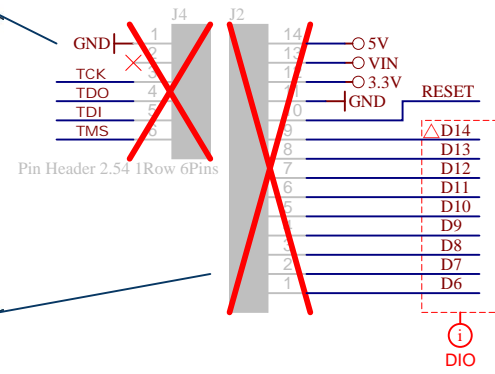 J4
GND 1
2
TCK 3
TDO 4
TDI 5
TMS 6
Pin Header 2.54 1Row 6Pins
J2
14 5V
13 VIN
12 3.3V
11 GND
10 RESET
9 D14
8 D13
7 D12
6 D11
5 D10
4 D9
3 D8
2 D7
1 D6
i
DIO